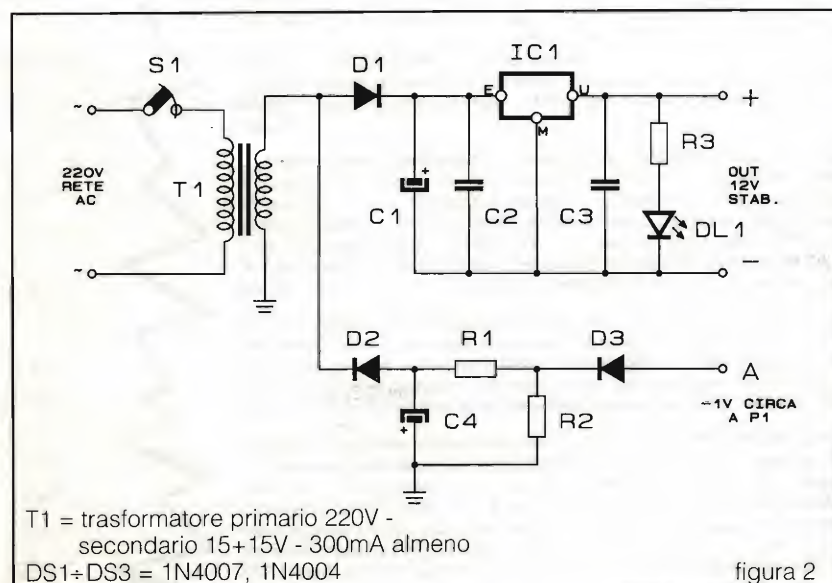 S1
D1
IC1
E
U
M
+
~
220V
RETE
AC
~
T1
C1
+
C2
C3
R3
DL1
OUT
12V
STAB.
-
D2
R1
D3
A
C4
+
R2
-1V CIRCA
A P1
T1 = trasformatore primario 220V -
secondario 15+15V - 300mA almeno
DS1÷DS3 = 1N4007, 1N4004
figura 2